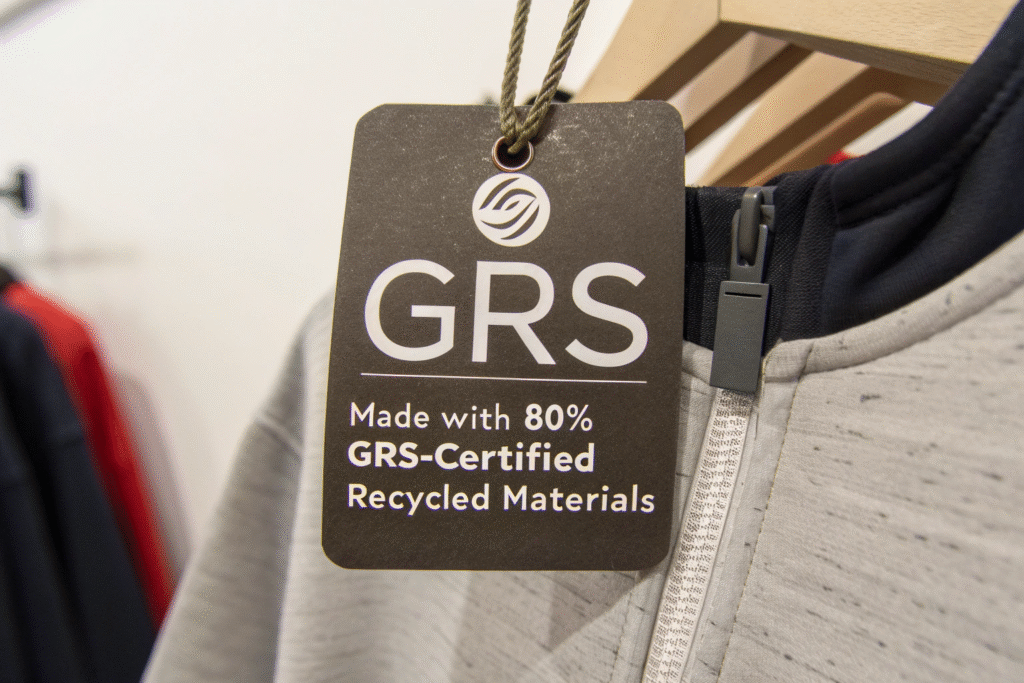 GRS
Made with 80%
GRS-Certified
Recycled Materials